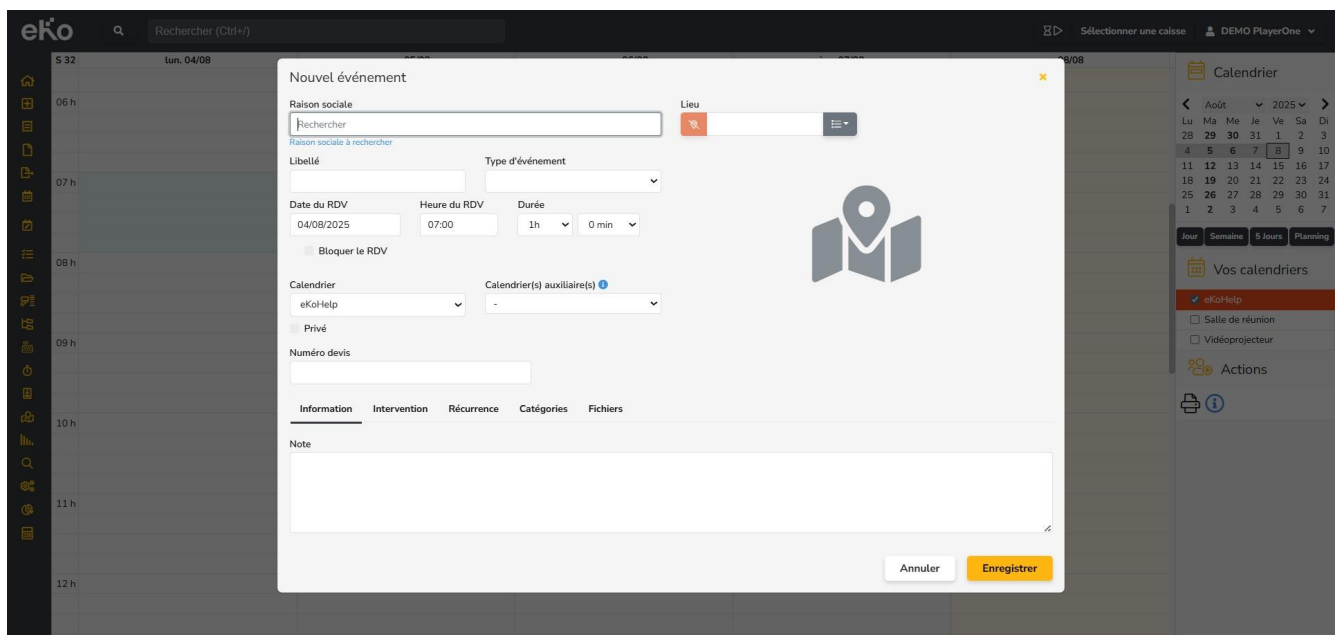 eko
Rechercher (Ctrl+/)
Sélectionner une caisse
DEMO PlayerOne
S 32
lun. 04/08
08/08
06 h
07 h
08 h
09 h
10 h
11 h
12 h
Nouvel événement
Raison sociale
Rechercher
Raison sociale à rechercher
Lieu
Libellé
Type d'événement
Date du RDV
Heure du RDV
Durée
04/08/2025
07:00
1h
0 min
Bloquer le RDV
Calendrier
Calendrier(s) auxiliaire(s)
eKoHelp
-
Privé
Numéro devis
Information
Intervention
Récurrence
Catégories
Fichiers
Note
Annuler
Enregistrer
Calendrier
Août 2025
Lu Ma Me Je Ve Sa Di
28 29 30 31 1 2 3
4 5 6 7 8 9 10
11 12 13 14 15 16 17
18 19 20 21 22 23 24
25 26 27 28 29 30 31
1 2 3 4 5 6 7
Jour Semaine 5 Jours Planning
Vos calendriers
eKoHelp
Salle de réunion
Vidéoprojecteur
Actions